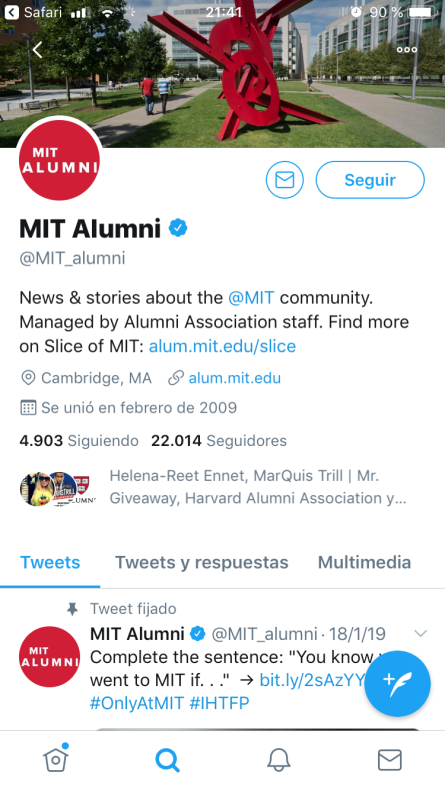 Safari 21:41 90 %
MIT
ALUMNI
Seguir
MIT Alumni
@MIT_alumni
News & stories about the @MIT community.
Managed by Alumni Association staff. Find more
on Slice of MIT: alum.mit.edu/slice
Cambridge, MA alum.mit.edu
Se unió en febrero de 2009
4.903 Siguiendo 22.014 Seguidores
Helena-Reet Ennet, MarQuis Trill | Mr.
Giveaway, Harvard Alumni Association y...
Tweets Tweets y respuestas Multimedia
Tweet fijado
MIT Alumni @MIT_alumni · 18/1/19
MIT
ALUMNI
Complete the sentence: "You know
went to MIT if. . ." → bit.ly/2sAzYY
#OnlyAtMIT #IHTFP